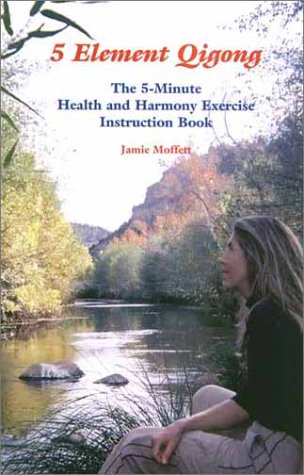 5 Element Qigong
The 5-Minute
Health and Harmony Exercise
Instruction Book
Jamie Moffett